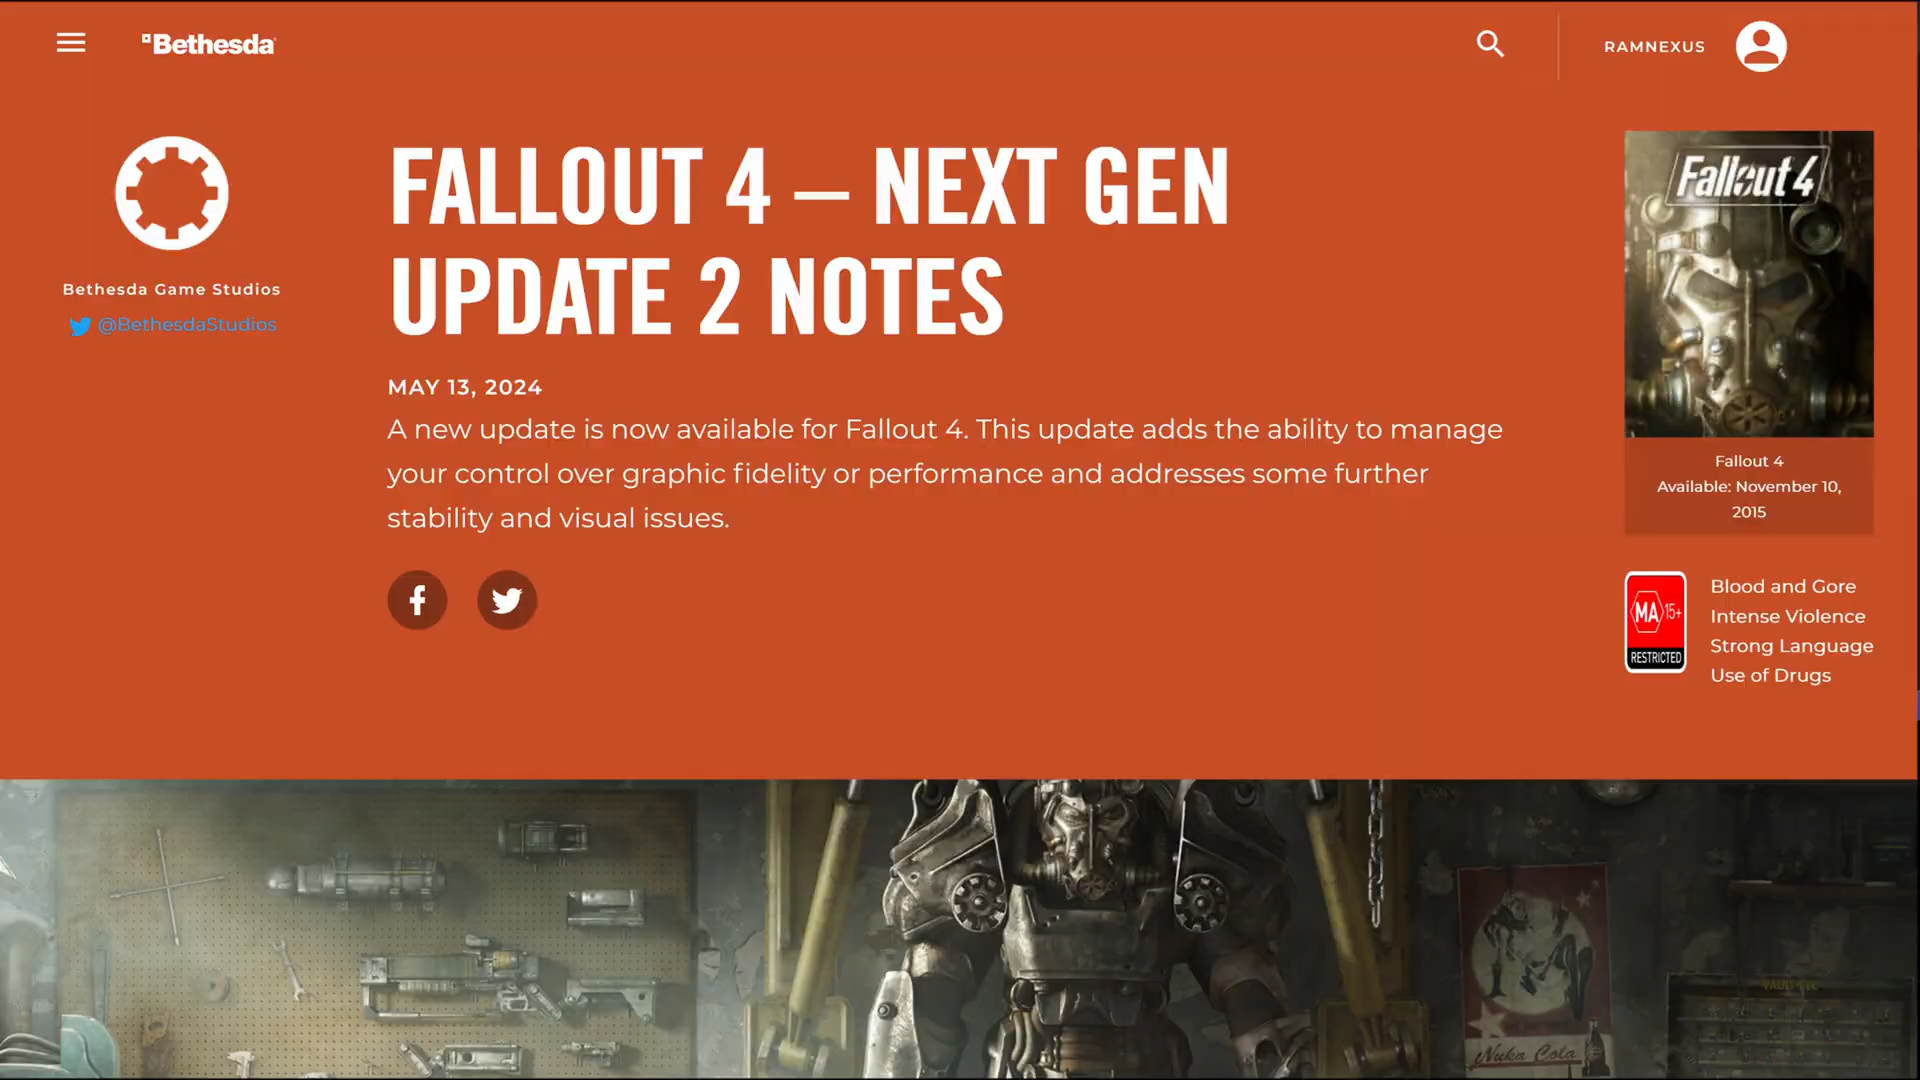 Bethesda
RAMNEXUS
Bethesda Game Studios
@BethesdaStudios
FALLOUT 4 – NEXT GEN
UPDATE 2 NOTES
MAY 13, 2024
A new update is now available for Fallout 4. This update adds the ability to manage
your control over graphic fidelity or performance and addresses some further
stability and visual issues.
Fallout 4
Fallout 4
Available: November 10,
2015
MA 15+
RESTRICTED
Blood and Gore
Intense Violence
Strong Language
Use of Drugs
VAULT-TEC
Nuka Cola